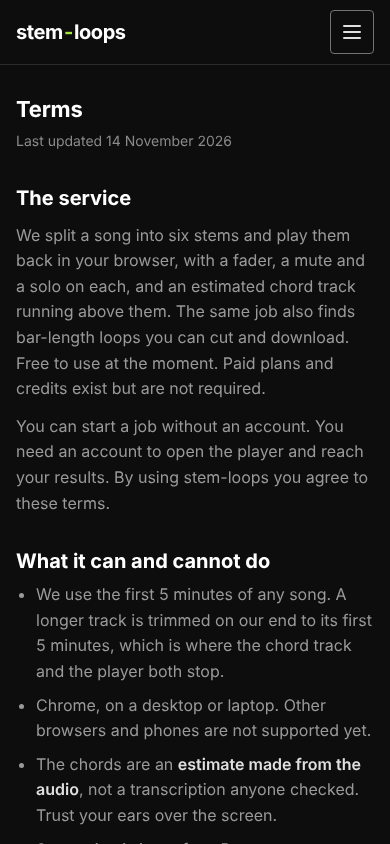 stem-loops
Terms
Last updated 14 November 2026
The service
We split a song into six stems and play them
back in your browser, with a fader, a mute and
a solo on each, and an estimated chord track
running above them. The same job also finds
bar-length loops you can cut and download.
Free to use at the moment. Paid plans and
credits exist but are not required.
You can start a job without an account. You
need an account to open the player and reach
your results. By using stem-loops you agree to
these terms.
What it can and cannot do
• We use the first 5 minutes of any song. A
longer track is trimmed on our end to its first
5 minutes, which is where the chord track
and the player both stop.
• Chrome, on a desktop or laptop. Other
browsers and phones are not supported yet.
• The chords are an estimate made from the
audio, not a transcription anyone checked.
Trust your ears over the screen.